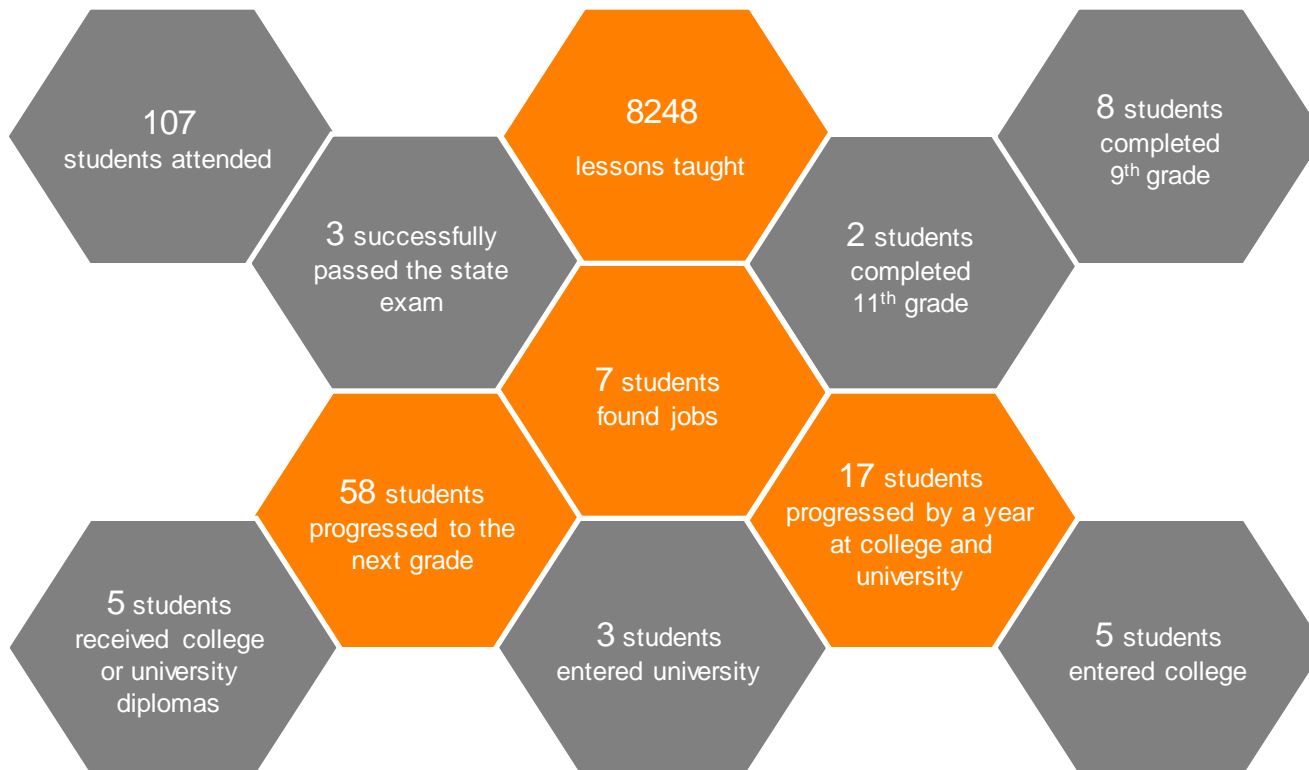 107
students attended
8248
lessons taught
8 students
completed
9th grade
3 successfully
passed the state
exam
2 students
completed
11th grade
7 students
found jobs
58 students
progressed to the
next grade
17 students
progressed by a year
at college and
university
5 students
received college
or university
diplomas
3 students
entered university
5 students
entered college